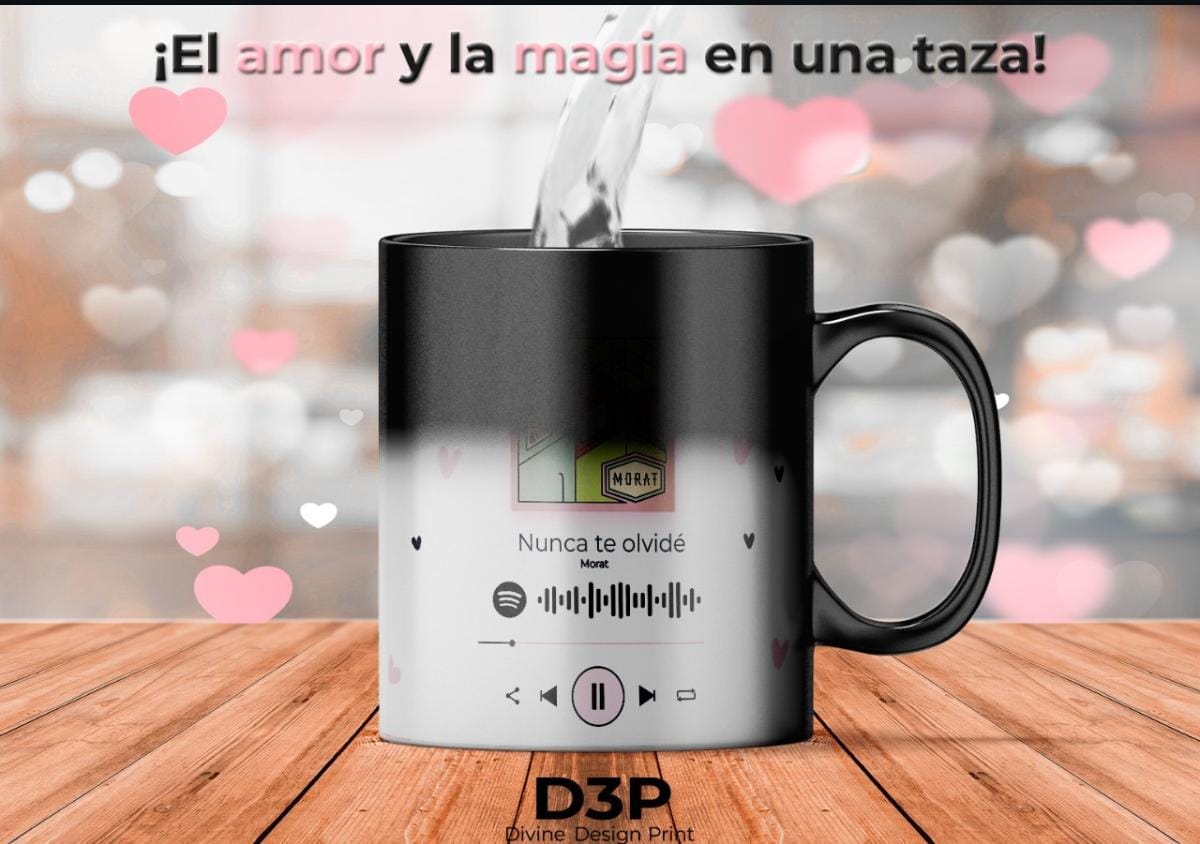 ¡El amor y la magia en una taza!
MORAT
Nunca te olvidé
Morat
D3P
Divine Design Print